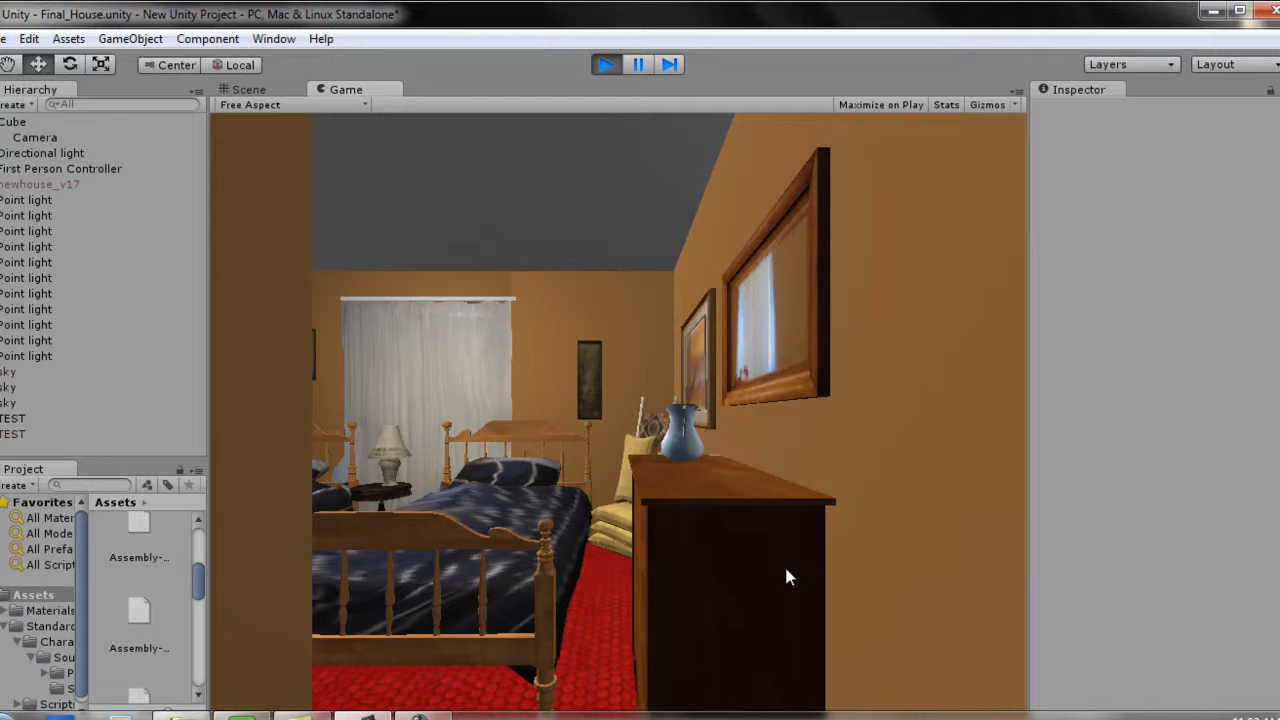 Unity - Final_House.unity - New Unity Project - PC, Mac & Linux Standalone*
e Edit Assets GameObject Component Window Help
Center Local Layers Layout
Hierarchy Scene Game Inspector
reate All Free Aspect Maximize on Play Stats Gizmos
Cube
Camera
Directional light
First Person Controller
newhouse_v17
Point light
Point light
Point light
Point light
Point light
Point light
Point light
Point light
Point light
Point light
Point light
sky
sky
sky
TEST
TEST
Project
reate
Favorites Assets
All Mater
All Mode
All Prefa
All Script
Assembly-...
Assets
Materials
Standard
Chara
Sou
P
S
Scripts
Assembly-...